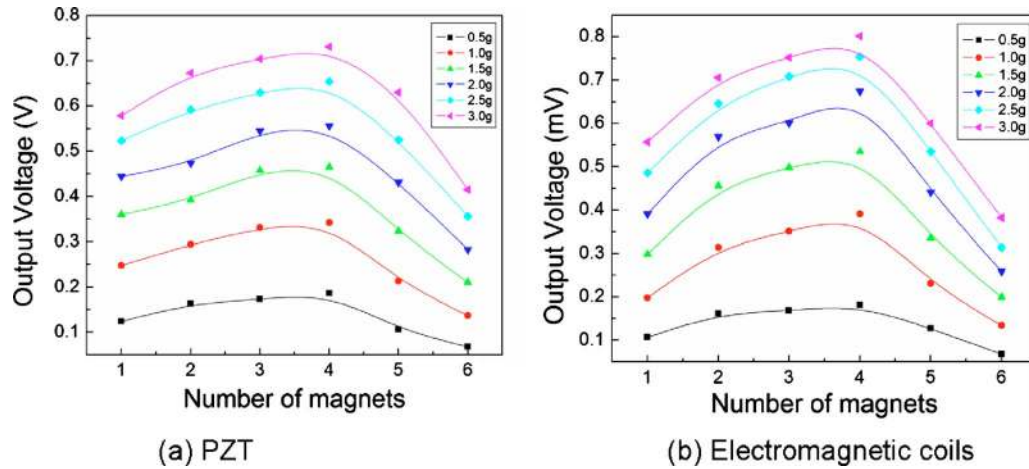 0.8
0.7
0.6
0.5
0.4
0.3
0.2
0.1
Output Voltage (V)
0.5g
1.0g
1.5g
2.0g
2.5g
3.0g
1 2 3 4 5 6
Number of magnets
(a) PZT
0.8
0.7
0.6
0.5
0.4
0.3
0.2
0.1
Output Voltage (mV)
0.5g
1.0g
1.5g
2.0g
2.5g
3.0g
1 2 3 4 5 6
Number of magnets
(b) Electromagnetic coils